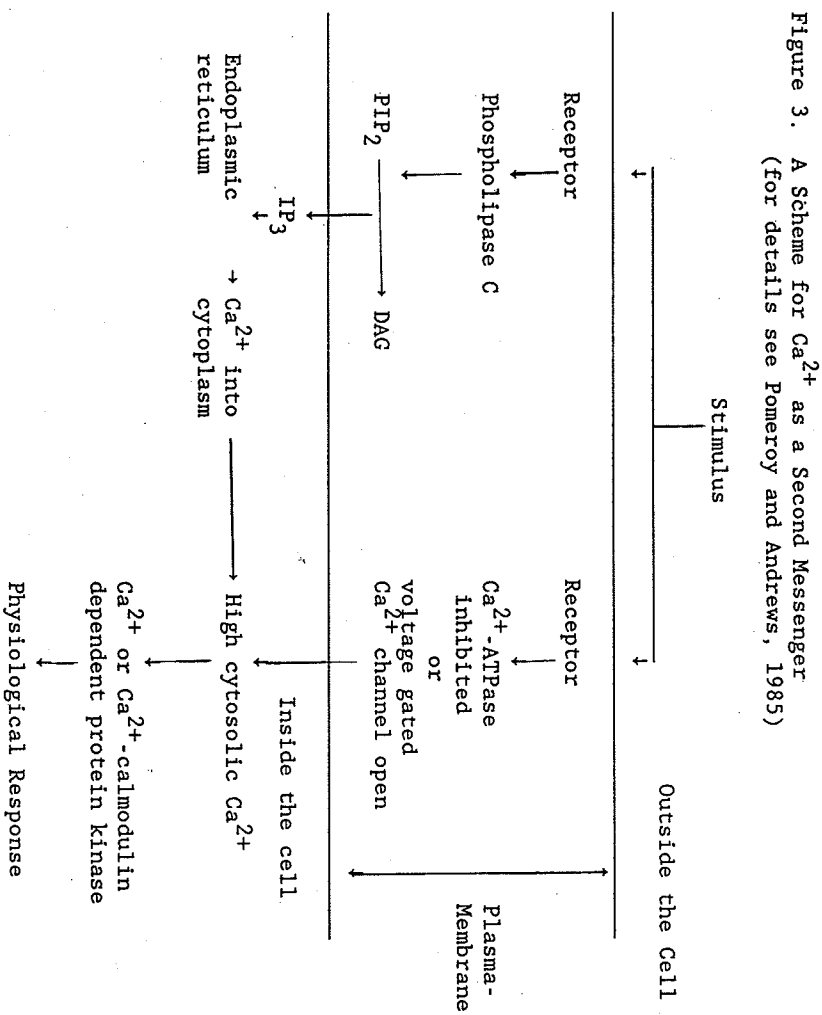 Figure 3. A Scheme for Ca2+ as a Second Messenger
(for details see Pomeroy and Andrews, 1985)
Stimulus
Outside the Cell
Receptor
Phospholipase C
PIP2
DAG
Receptor
Ca2+-ATPase
inhibited
or
voltage gated
Ca2+ channel open
Plasma-
Membrane
IP3
Inside the cell
Endoplasmic
reticulum
→ Ca2+ into
cytoplasm
High cytosolic Ca2+
Ca2+ or Ca2+-calmodulin
dependent protein kinase
Physiological Response